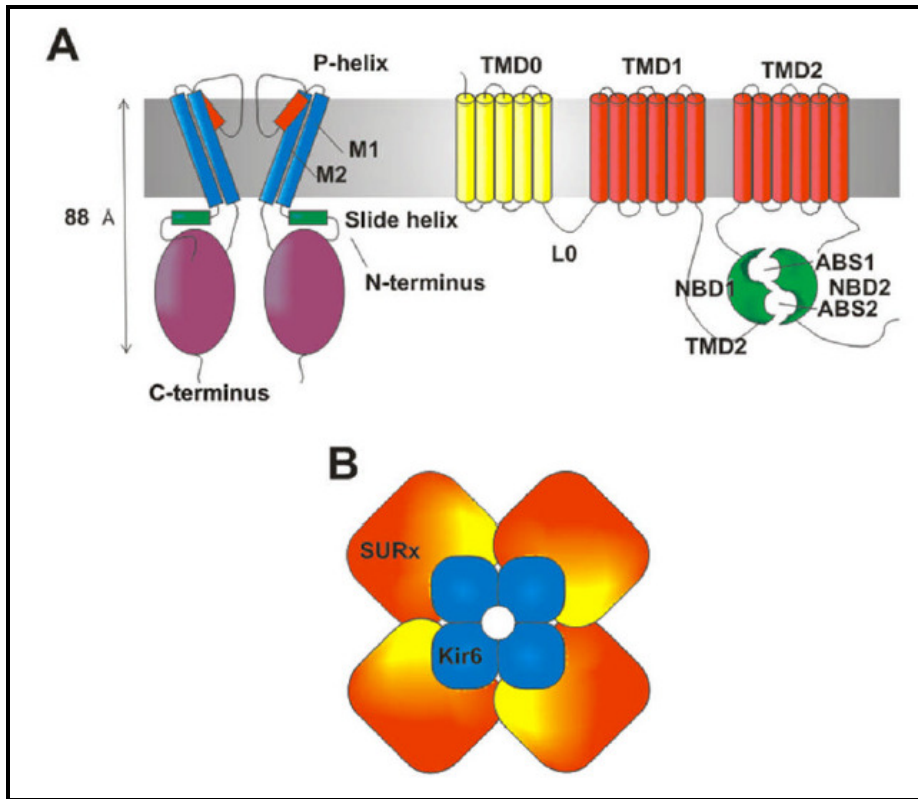 A
P-helix
TMD0
TMD1
TMD2
M1
M2
88 Å
Slide helix
L0
N-terminus
C-terminus
NBD1
ABS1
NBD2
ABS2
TMD2
B
SURx
Kir6